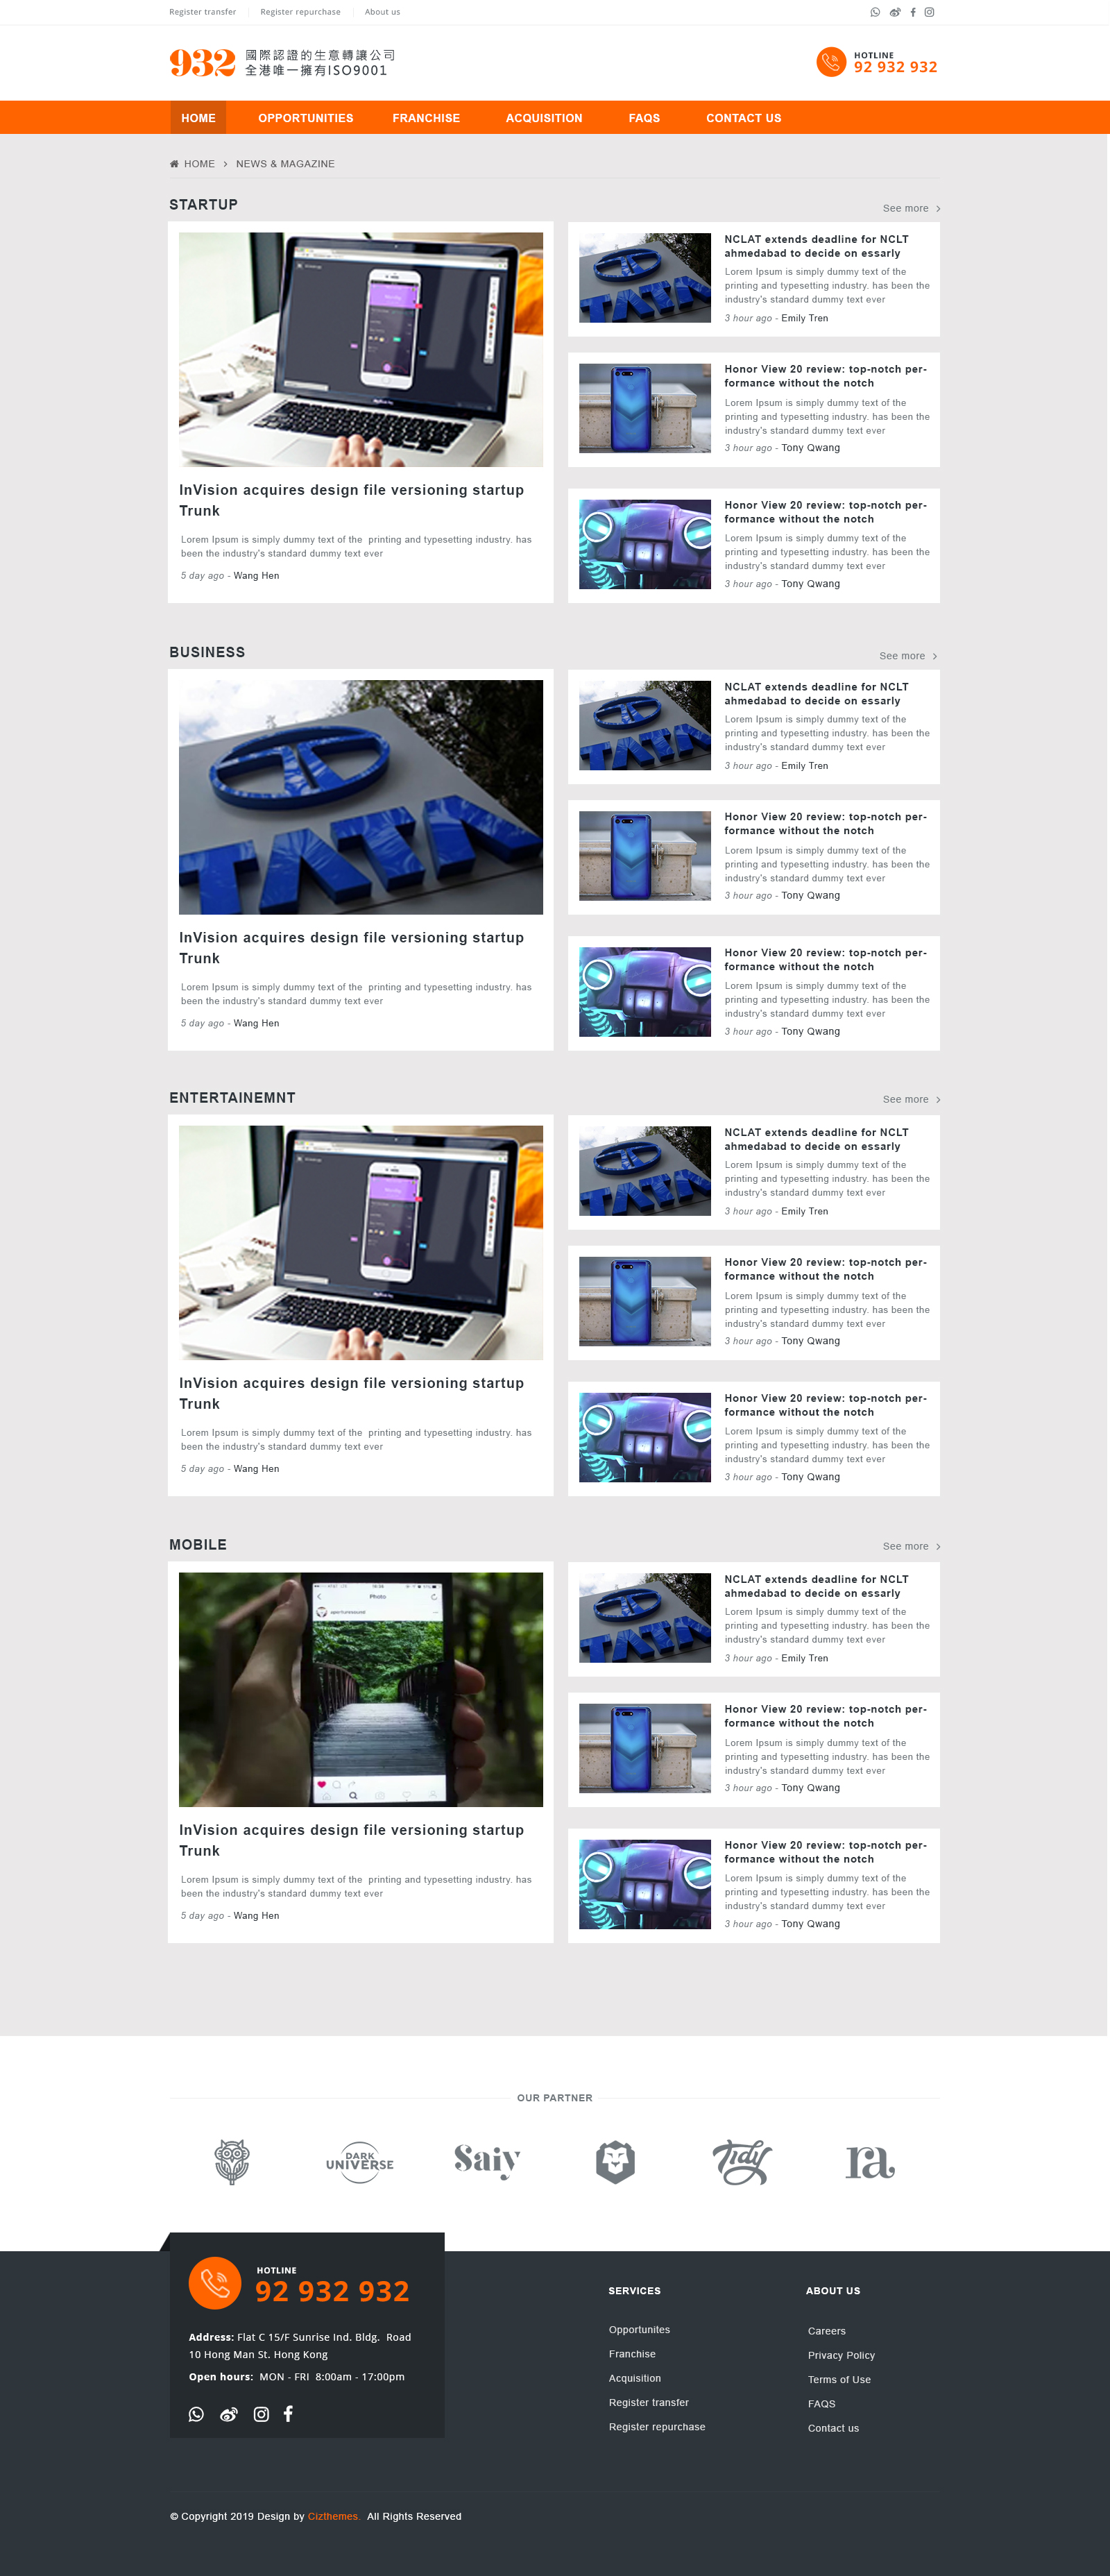 Register transfer
Register repurchase
About us
932
國際認證的生意轉讓公司
全港唯一擁有ISO9001
HOTLINE
92 932 932
HOME
OPPORTUNITIES
FRANCHISE
ACQUISITION
FAQS
CONTACT US
HOME > NEWS & MAGAZINE
STARTUP
See more >
InVision acquires design file versioning startup
Trunk
Lorem Ipsum is simply dummy text of the printing and typesetting industry. has
been the industry's standard dummy text ever
5 day ago - Wang Hen
TATA
NCLAT extends deadline for NCLT
ahmedabad to decide on essarly
Lorem Ipsum is simply dummy text of the
printing and typesetting industry. has been the
industry's standard dummy text ever
3 hour ago - Emily Tren
Honor View 20 review: top-notch per-
formance without the notch
Lorem Ipsum is simply dummy text of the
printing and typesetting industry. has been the
industry's standard dummy text ever
3 hour ago - Tony Qwang
Honor View 20 review: top-notch per-
formance without the notch
Lorem Ipsum is simply dummy text of the
printing and typesetting industry. has been the
industry's standard dummy text ever
3 hour ago - Tony Qwang
BUSINESS
See more >
TATA
InVision acquires design file versioning startup
Trunk
Lorem Ipsum is simply dummy text of the printing and typesetting industry. has
been the industry's standard dummy text ever
5 day ago - Wang Hen
TATA
NCLAT extends deadline for NCLT
ahmedabad to decide on essarly
Lorem Ipsum is simply dummy text of the
printing and typesetting industry. has been the
industry's standard dummy text ever
3 hour ago - Emily Tren
Honor View 20 review: top-notch per-
formance without the notch
Lorem Ipsum is simply dummy text of the
printing and typesetting industry. has been the
industry's standard dummy text ever
3 hour ago - Tony Qwang
Honor View 20 review: top-notch per-
formance without the notch
Lorem Ipsum is simply dummy text of the
printing and typesetting industry. has been the
industry's standard dummy text ever
3 hour ago - Tony Qwang
ENTERTAINEMNT
See more >
InVision acquires design file versioning startup
Trunk
Lorem Ipsum is simply dummy text of the printing and typesetting industry. has
been the industry's standard dummy text ever
5 day ago - Wang Hen
TATA
NCLAT extends deadline for NCLT
ahmedabad to decide on essarly
Lorem Ipsum is simply dummy text of the
printing and typesetting industry. has been the
industry's standard dummy text ever
3 hour ago - Emily Tren
Honor View 20 review: top-notch per-
formance without the notch
Lorem Ipsum is simply dummy text of the
printing and typesetting industry. has been the
industry's standard dummy text ever
3 hour ago - Tony Qwang
Honor View 20 review: top-notch per-
formance without the notch
Lorem Ipsum is simply dummy text of the
printing and typesetting industry. has been the
industry's standard dummy text ever
3 hour ago - Tony Qwang
MOBILE
See more >
Photo
InVision acquires design file versioning startup
Trunk
Lorem Ipsum is simply dummy text of the printing and typesetting industry. has
been the industry's standard dummy text ever
5 day ago - Wang Hen
TATA
NCLAT extends deadline for NCLT
ahmedabad to decide on essarly
Lorem Ipsum is simply dummy text of the
printing and typesetting industry. has been the
industry's standard dummy text ever
3 hour ago - Emily Tren
Honor View 20 review: top-notch per-
formance without the notch
Lorem Ipsum is simply dummy text of the
printing and typesetting industry. has been the
industry's standard dummy text ever
3 hour ago - Tony Qwang
Honor View 20 review: top-notch per-
formance without the notch
Lorem Ipsum is simply dummy text of the
printing and typesetting industry. has been the
industry's standard dummy text ever
3 hour ago - Tony Qwang
OUR PARTNER
DARK
UNIVERSE
Saiy
Tidy
ra
HOTLINE
92 932 932
Address: Flat C 15/F Sunrise Ind. Bldg. Road
10 Hong Man St. Hong Kong
Open hours: MON - FRI 8:00am - 17:00pm
SERVICES
Opportunites
Franchise
Acquisition
Register transfer
Register repurchase
ABOUT US
Careers
Privacy Policy
Terms of Use
FAQS
Contact us
© Copyright 2019 Design by Cizthemes. All Rights Reserved